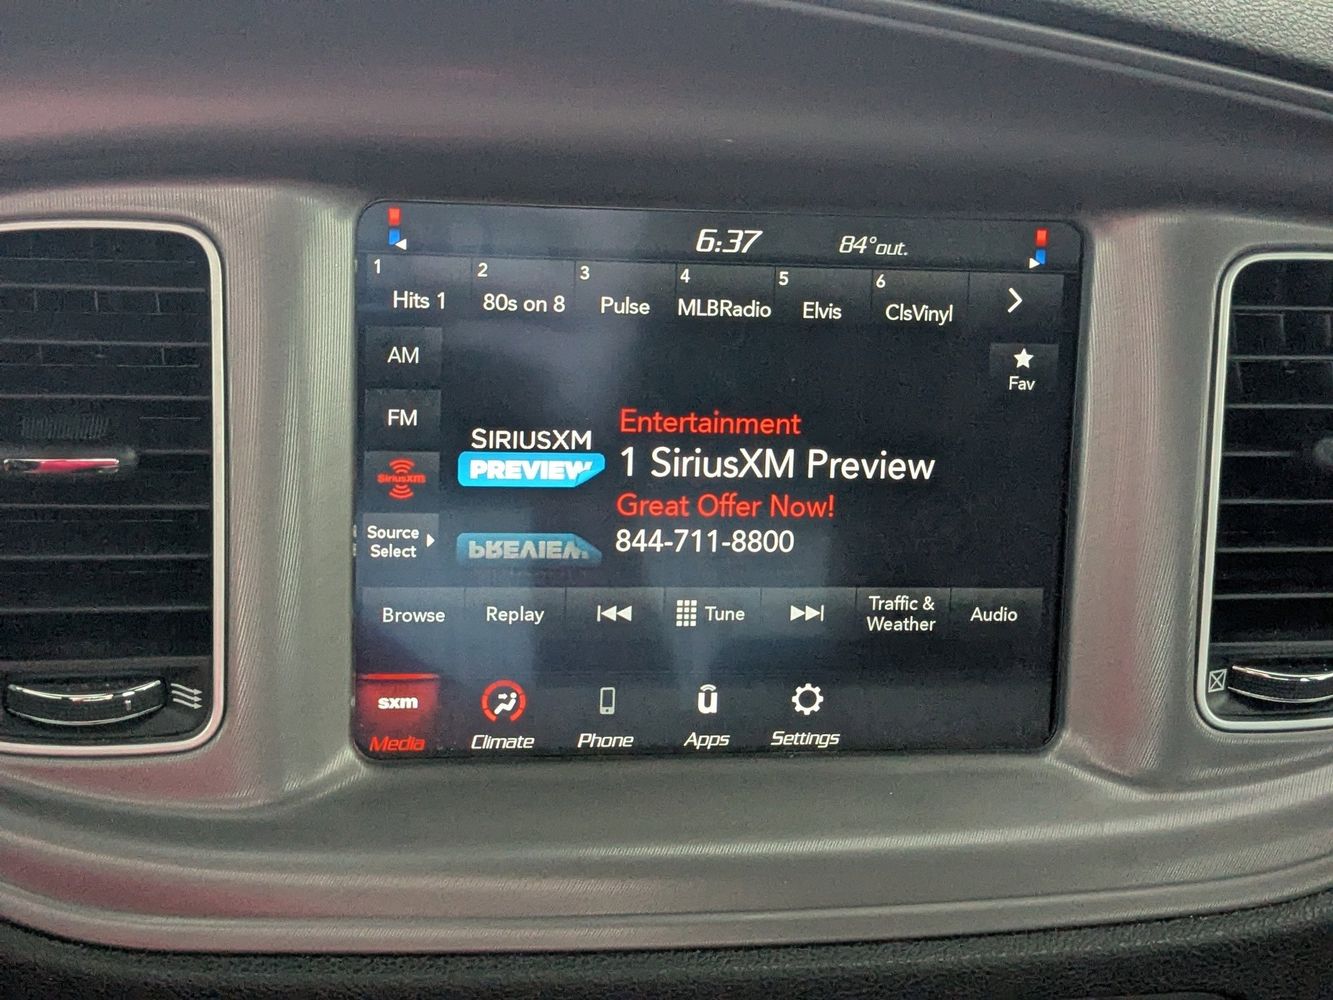 6:37 84°out.
1 2 3 4 5 6
Hits 1 80s on 8 Pulse MLBRadio Elvis ClsVinyl
AM
Fav
FM
Entertainment
SIRIUSXM
PREVIEW
1 SiriusXM Preview
SiriusXM
Great Offer Now!
Source
Select
PREVIEW
844-711-8800
Browse Replay Tune Traffic &
Weather Audio
sxm
Media Climate Phone Apps Settings